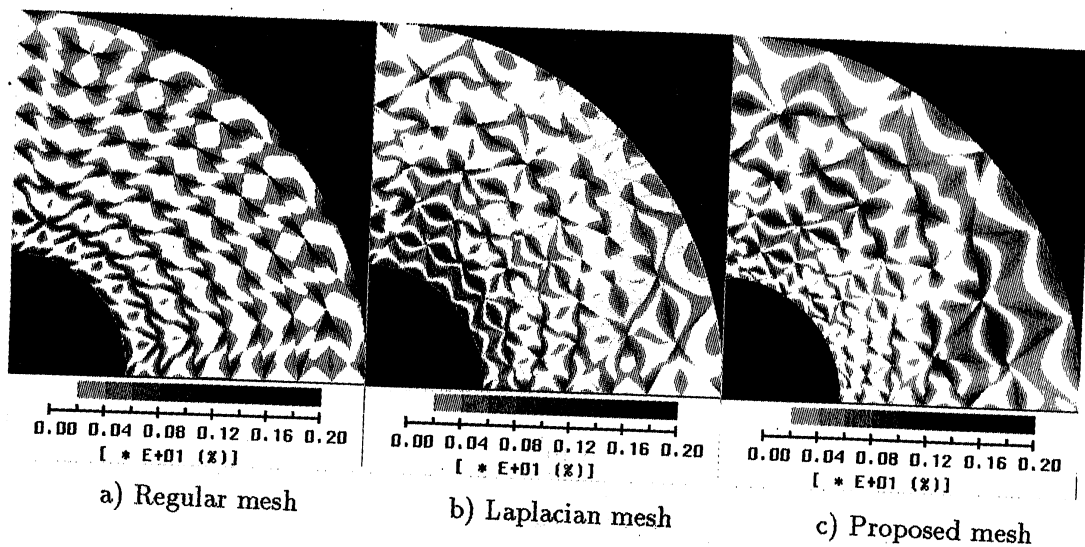 0.00 0.04 0.08 0.12 0.16 0.20
[ * E+01 (%)]
a) Regular mesh
0.00 0.04 0.08 0.12 0.16 0.20
[ * E+01 (%)]
b) Laplacian mesh
0.00 0.04 0.08 0.12 0.16 0.20
[ * E+01 (%)]
c) Proposed mesh